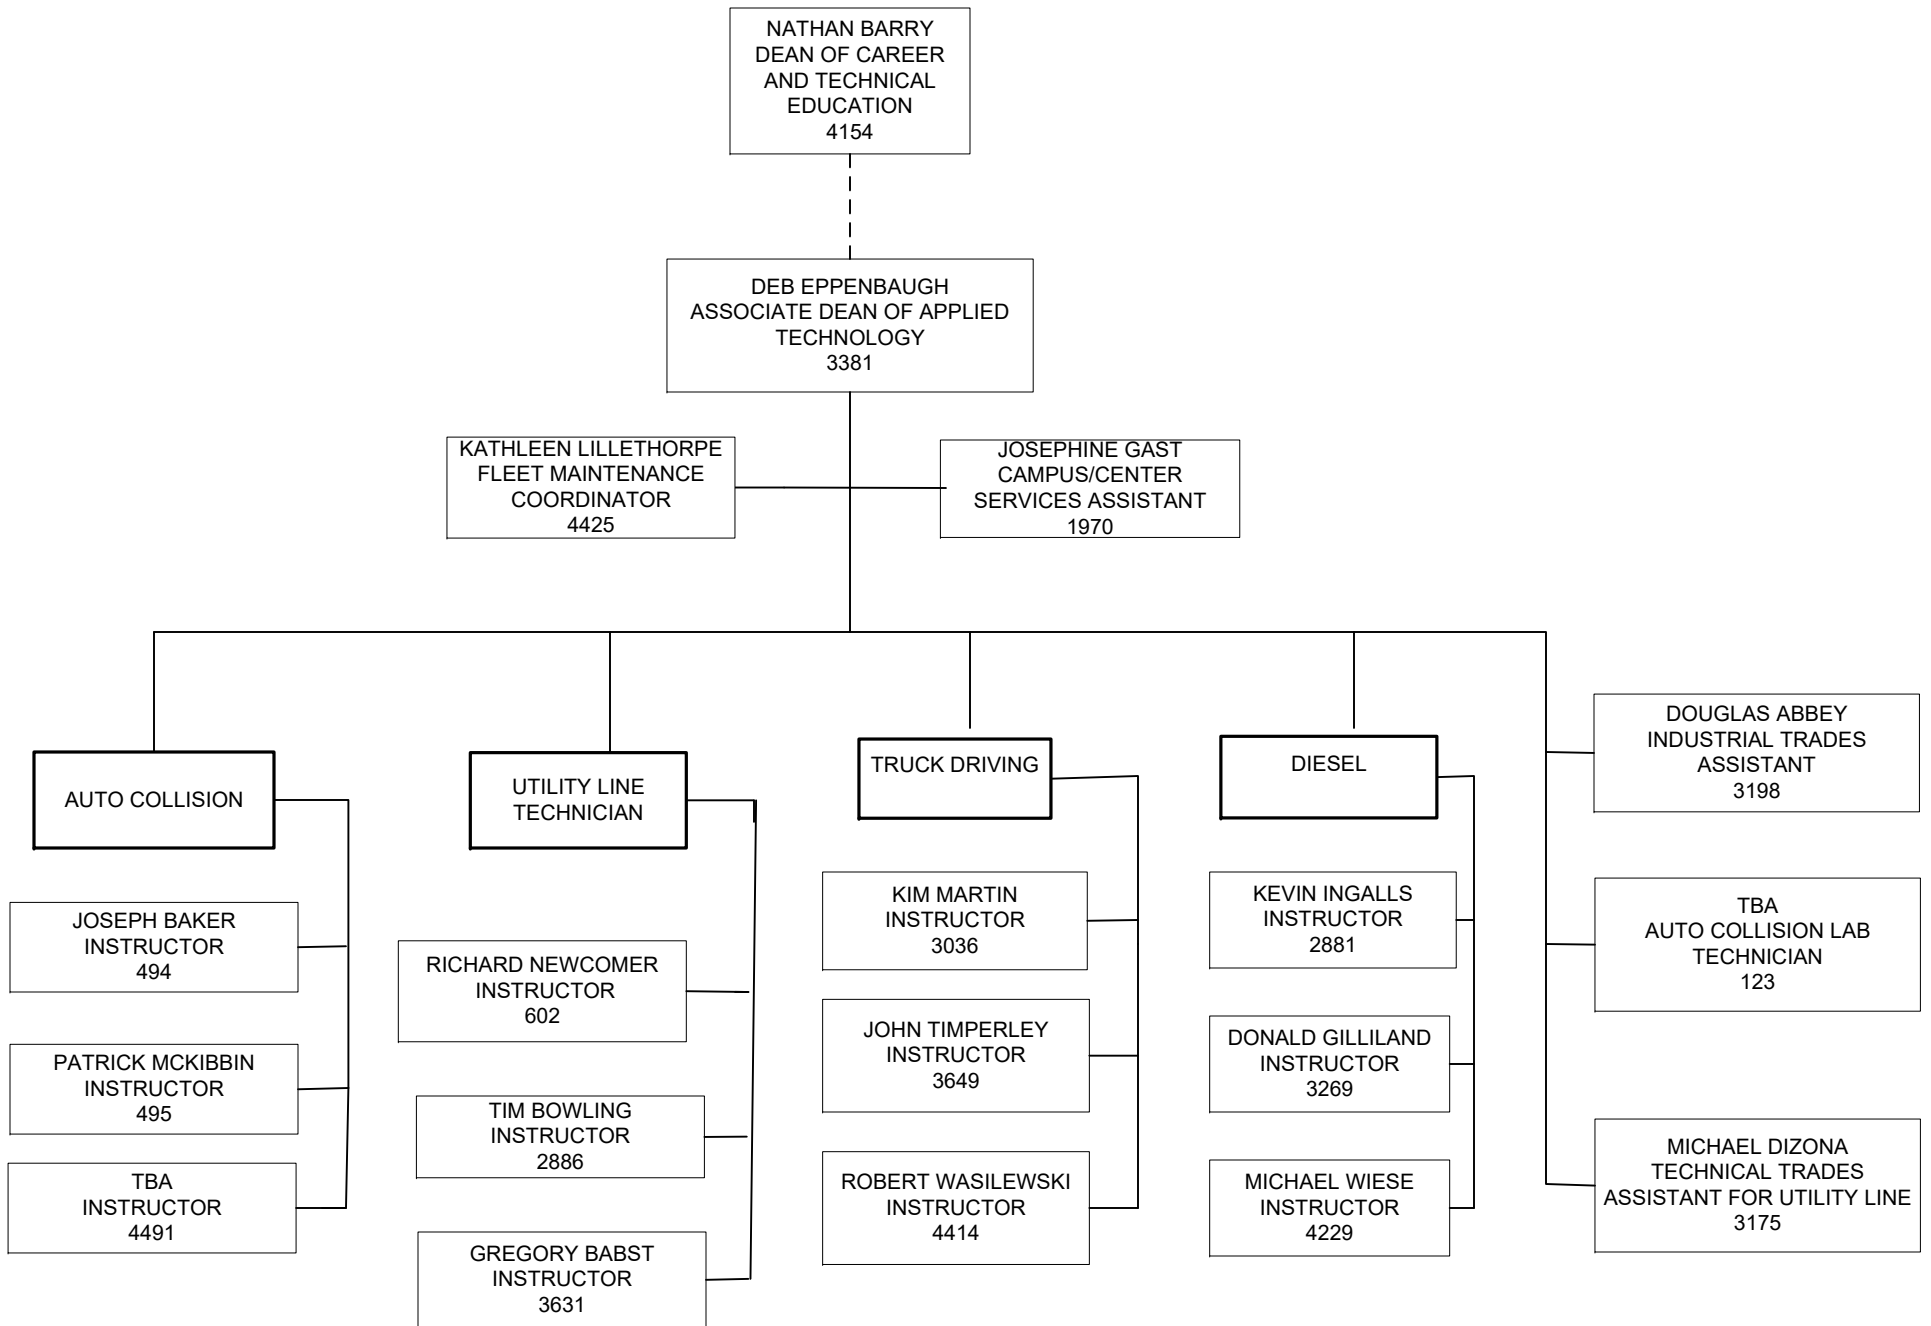 NATHAN BARRY
DEAN OF CAREER
AND TECHNICAL
EDUCATION
4154
DEB EPPENBAUGH
ASSOCIATE DEAN OF APPLIED
TECHNOLOGY
3381
KATHLEEN LILLETHORPE
FLEET MAINTENANCE
COORDINATOR
4425
JOSEPHINE GAST
CAMPUS/CENTER
SERVICES ASSISTANT
1970
AUTO COLLISION
JOSEPH BAKER
INSTRUCTOR
494
PATRICK MCKIBBIN
INSTRUCTOR
495
TBA
INSTRUCTOR
4491
UTILITY LINE
TECHNICIAN
RICHARD NEWCOMER
INSTRUCTOR
602
TIM BOWLING
INSTRUCTOR
2886
GREGORY BABST
INSTRUCTOR
3631
TRUCK DRIVING
KIM MARTIN
INSTRUCTOR
3036
JOHN TIMPERLEY
INSTRUCTOR
3649
ROBERT WASILEWSKI
INSTRUCTOR
4414
DIESEL
KEVIN INGALLS
INSTRUCTOR
2881
DONALD GILLILAND
INSTRUCTOR
3269
MICHAEL WIESE
INSTRUCTOR
4229
DOUGLAS ABBEY
INDUSTRIAL TRADES
ASSISTANT
3198
TBA
AUTO COLLISION LAB
TECHNICIAN
123
MICHAEL DIZONA
TECHNICAL TRADES
ASSISTANT FOR UTILITY LINE
3175